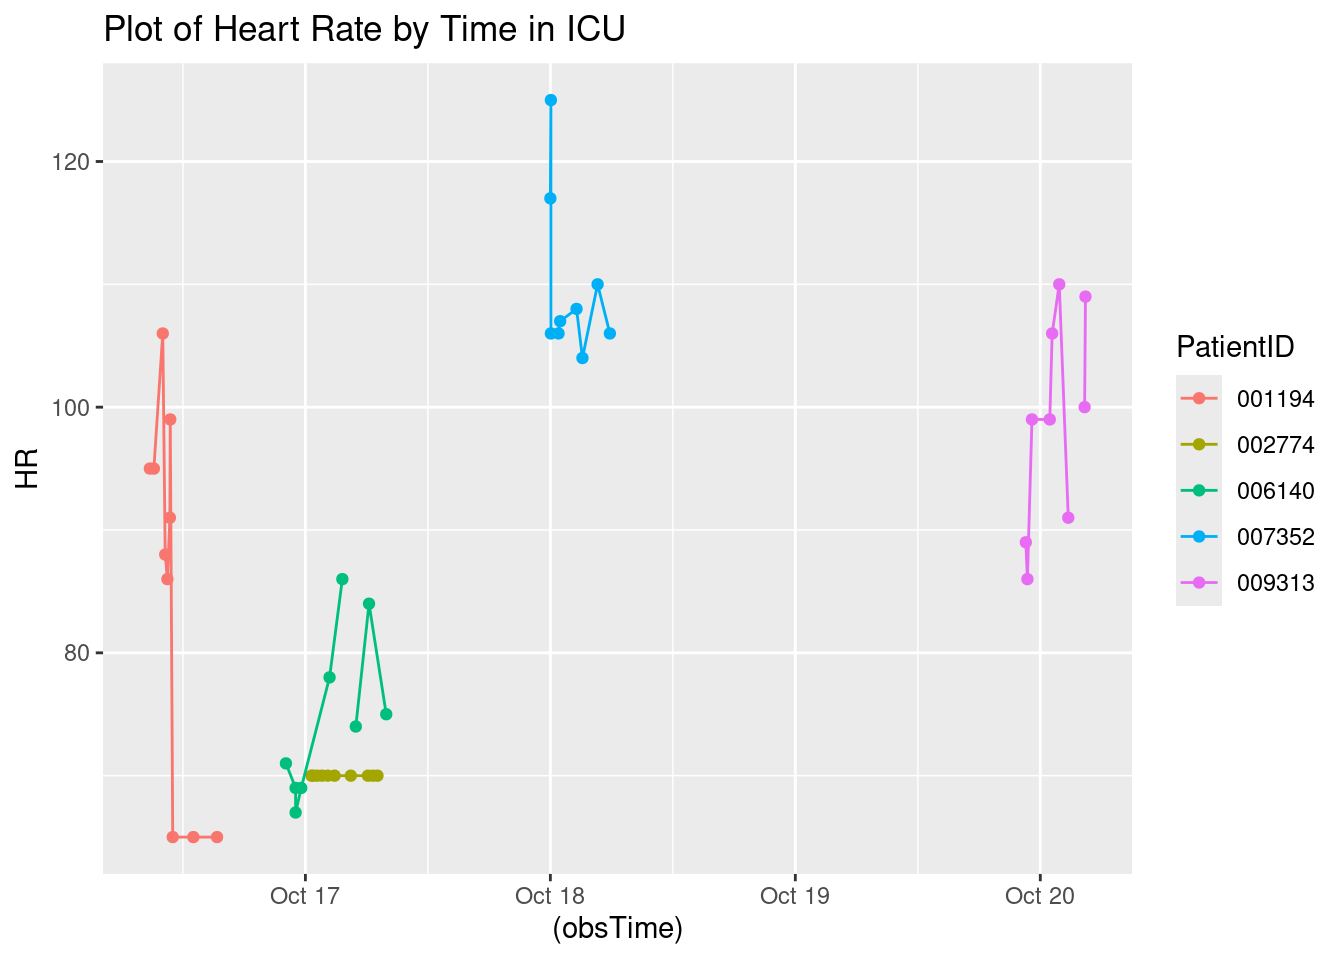 Plot of Heart Rate by Time in ICU
120
100
80
HR
Oct 17
Oct 18
Oct 19
Oct 20
(obsTime)
PatientID
001194
002774
006140
007352
009313